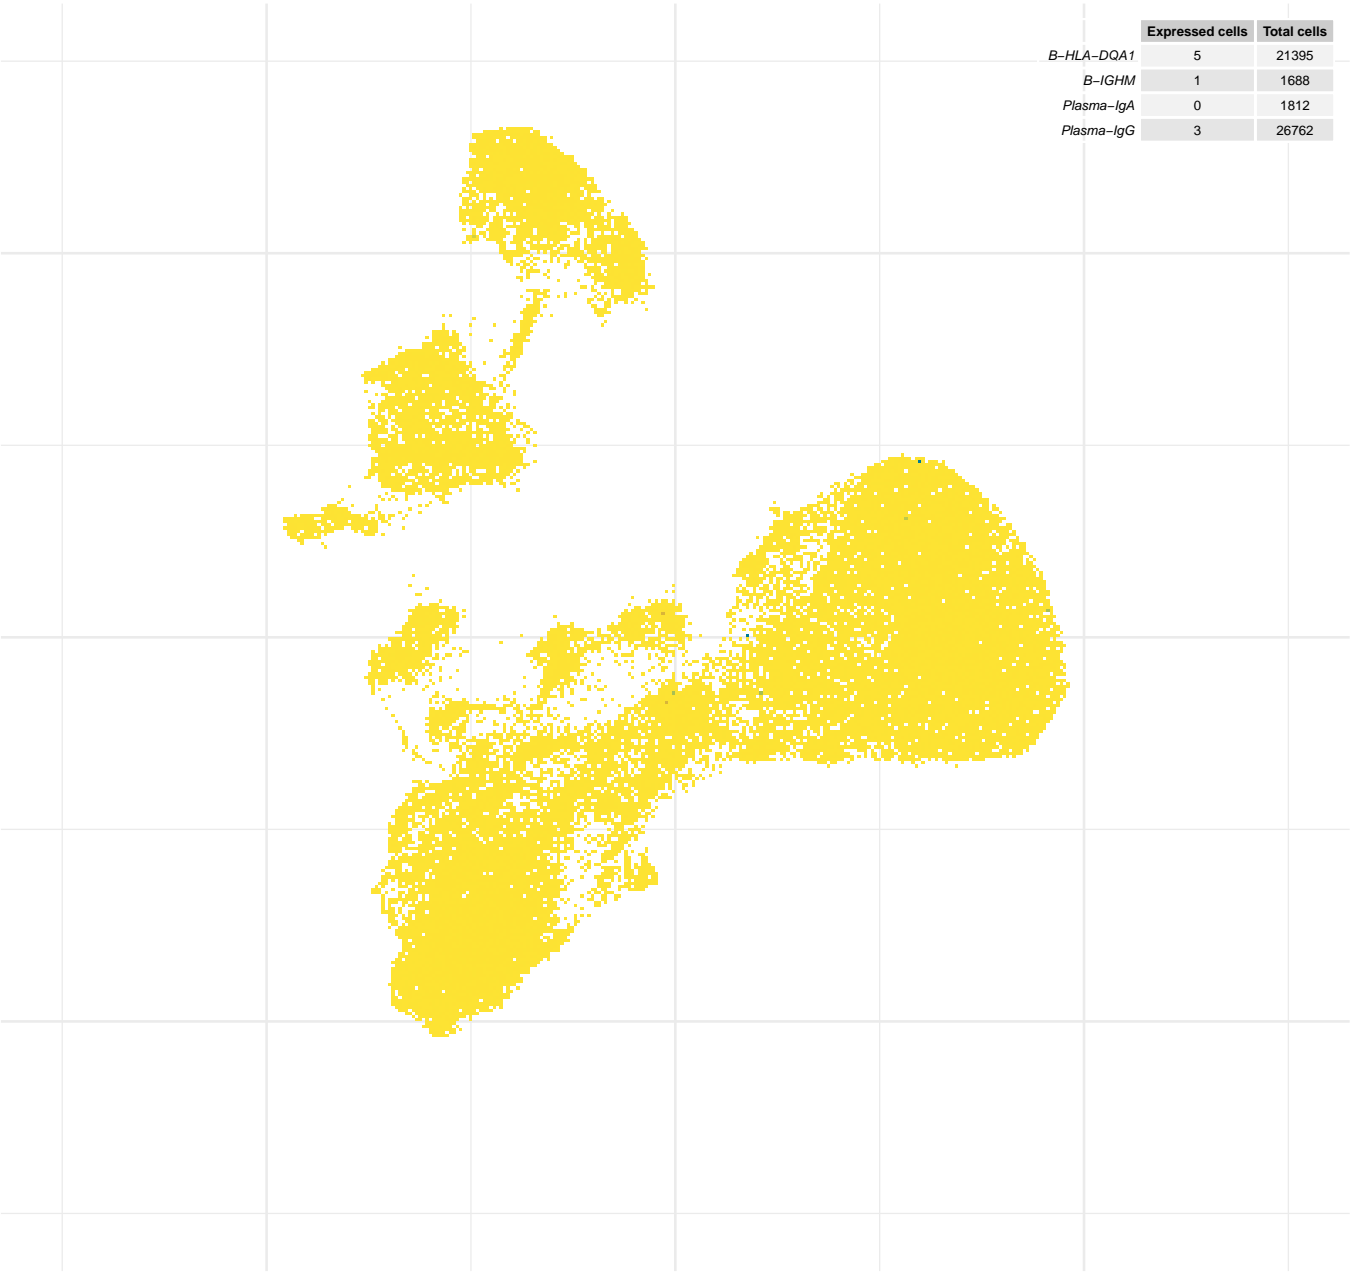 Expressed cells Total cells
B−HLA−DQA1 5 21395
B−IGHM 1 1688
Plasma−IgA 0 1812
Plasma−IgG 3 26762